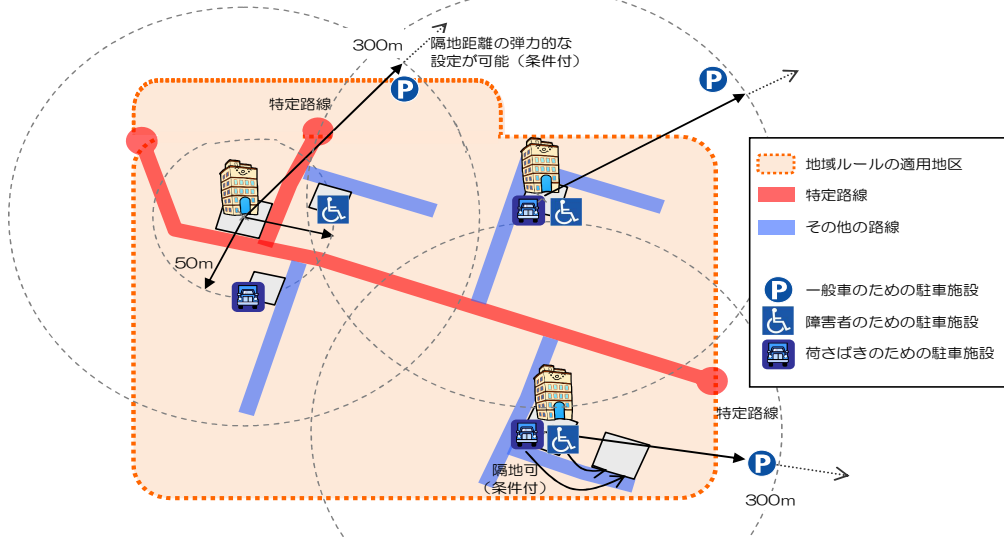 300m
隔地距離の弾力的な
設定が可能（条件付）
P
P
特定路線
50m
地域ルールの適用地区
特定路線
その他の路線
P
一般車のための駐車施設
障害者のための駐車施設
荷さばきのための駐車施設
特定路線
隔地可
（条件付）
P
300m